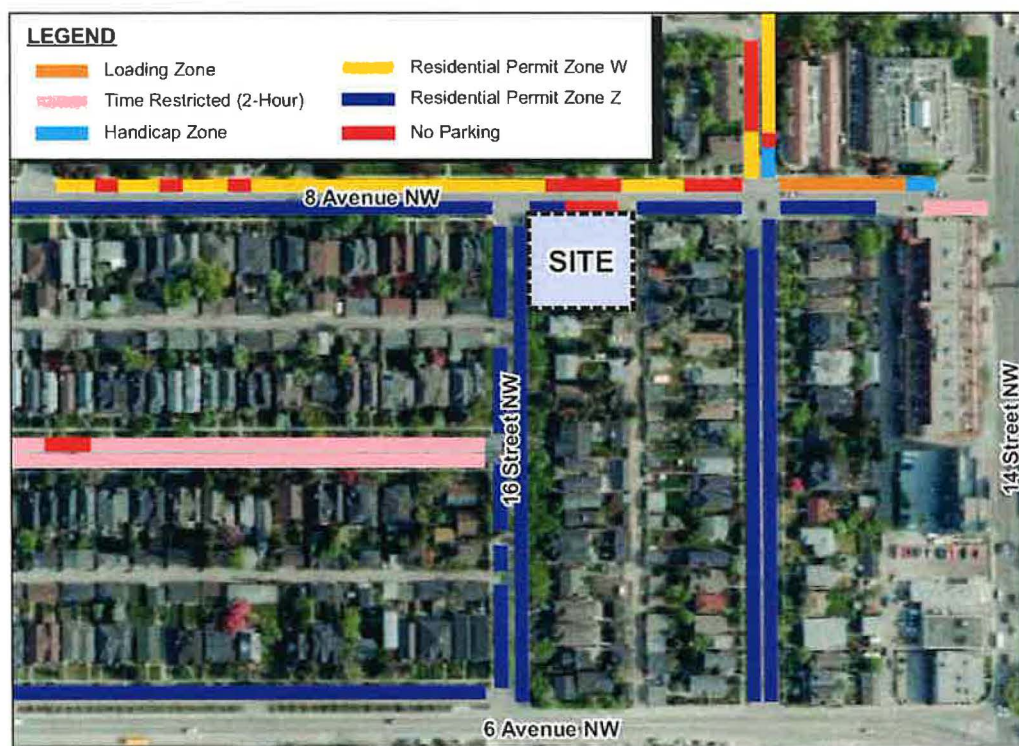 LEGEND
Loading Zone
Time Restricted (2-Hour)
Handicap Zone
Residential Permit Zone W
Residential Permit Zone Z
No Parking
8 Avenue NW
SITE
16 Street NW
14 Street NW
6 Avenue NW